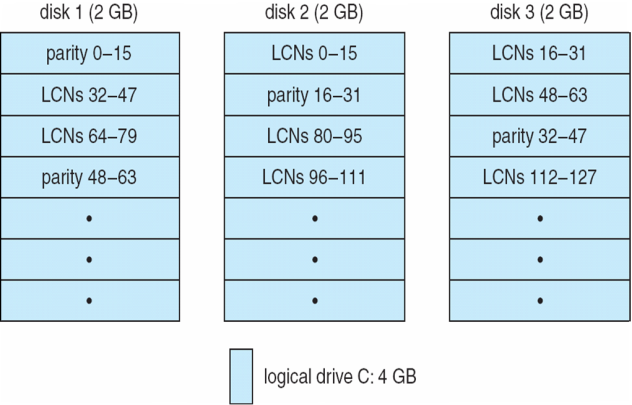 disk 1 (2 GB) disk 2 (2 GB) disk 3 (2 GB)
parity 0–15 LCNs 0–15 LCNs 16–31
LCNs 32–47 parity 16–31 LCNs 48–63
LCNs 64–79 LCNs 80–95 parity 32–47
parity 48–63 LCNs 96–111 LCNs 112–127
• • •
• • •
• • •
logical drive C: 4 GB